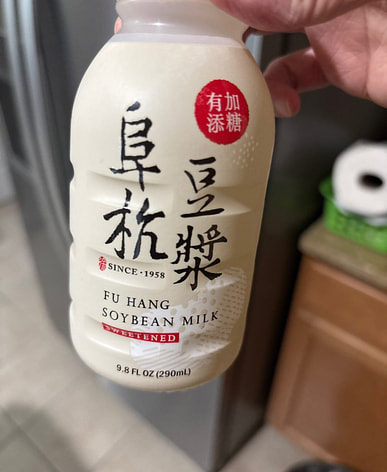 有添
加糖
阜杭
豆漿
SINCE·1958
FU HANG
SOYBEAN MILK
SWEETENED
9.8 FL OZ (290mL)